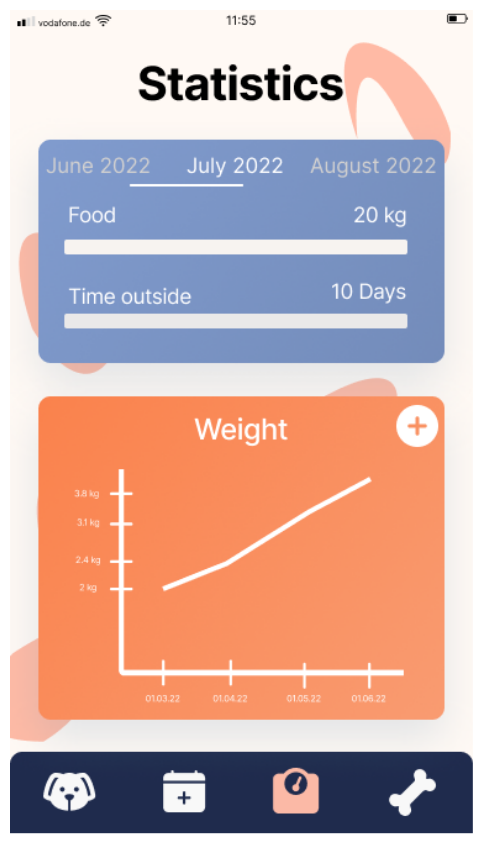 vodafone.de 11:55
Statistics
June 2022 July 2022 August 2022
Food 20 kg
Time outside 10 Days
Weight
3.8 kg
3.1 kg
2.4 kg
2 kg
01.03.22 01.04.22 01.05.22 01.06.22